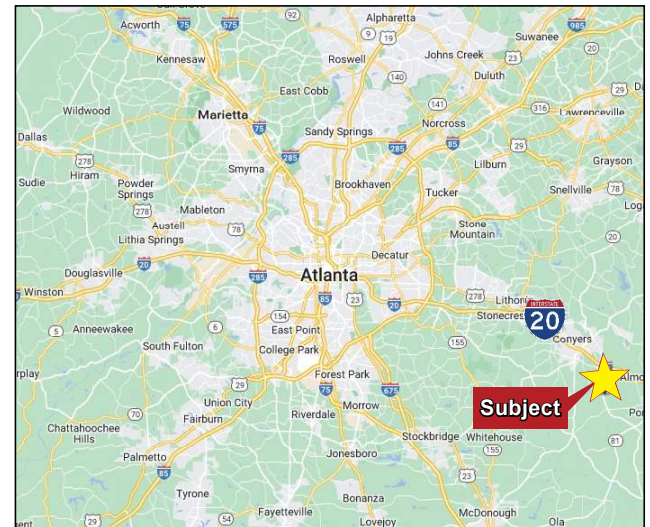 Acworth
75
575
92
Alpharetta
9
19
Suwanee
985
20
Kennesaw
Roswell
Johns Creek
23
Duluth
140
East Cobb
29
Wildwood
Marietta
75
141
316
Lawrenceville
Norcross
Sandy Springs
285
285
85
29
Dallas
278
Hiram
Smyrna
Lilburn
Grayson
Sudie
Powder
Springs
Brookhaven
Tucker
Snellville
78
278
Mableton
Austell
78
Stone
Mountain
20
Lithia Springs
Decatur
Douglasville
20
285
Atlanta
Winston
85
23
20
278
Stonecrest
INTERSTATE
20
5
Anneewakee
6
154
East Point
155
Conyers
South Fulton
College Park
Forest Park
75
675
29
Subject
Union City
Morrow
Chattahoochee
Hills
70
Fairburn
Riverdale
Stockbridge
Whitehouse
155
81
Palmetto
85
Jonesboro
23
Tyrone
Bonanza
McDonough
29
54
Fayetteville
Lovejoy
Ola